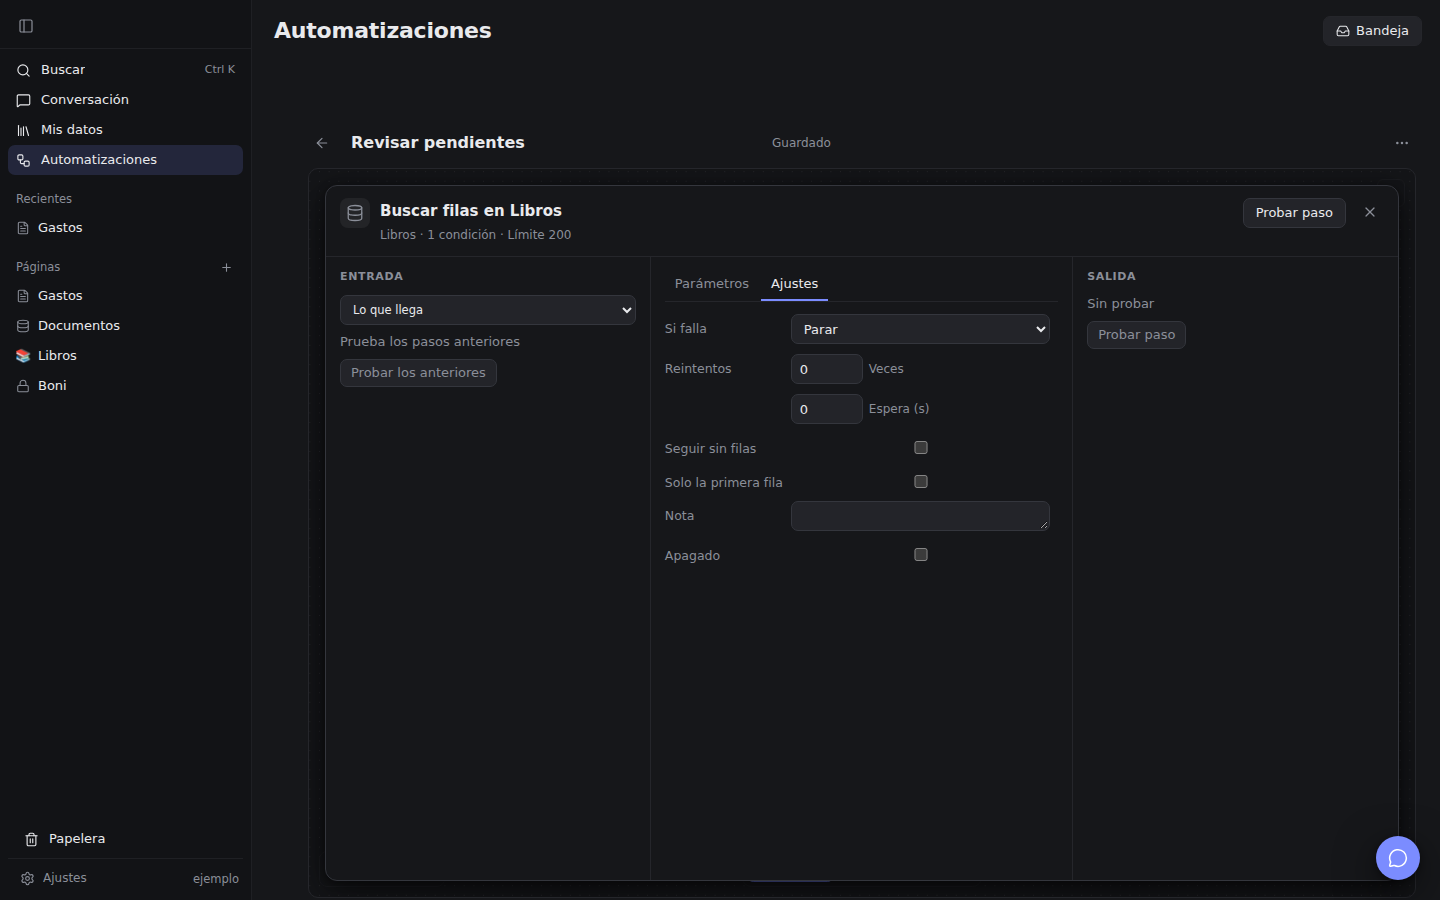 Automatizaciones
Bandeja
Buscar Ctrl K
Conversación
Mis datos
Automatizaciones
Recientes
Gastos
Páginas
Gastos
Documentos
Libros
Boni
Papelera
Ajustes ejemplo
Revisar pendientes Guardado
Buscar filas en Libros
Libros · 1 condición · Límite 200
Probar paso
ENTRADA
Lo que llega
Prueba los pasos anteriores
Probar los anteriores
Parámetros Ajustes
Si falla Parar
Reintentos 0 Veces
0 Espera (s)
Seguir sin filas
Solo la primera fila
Nota
Apagado
SALIDA
Sin probar
Probar paso